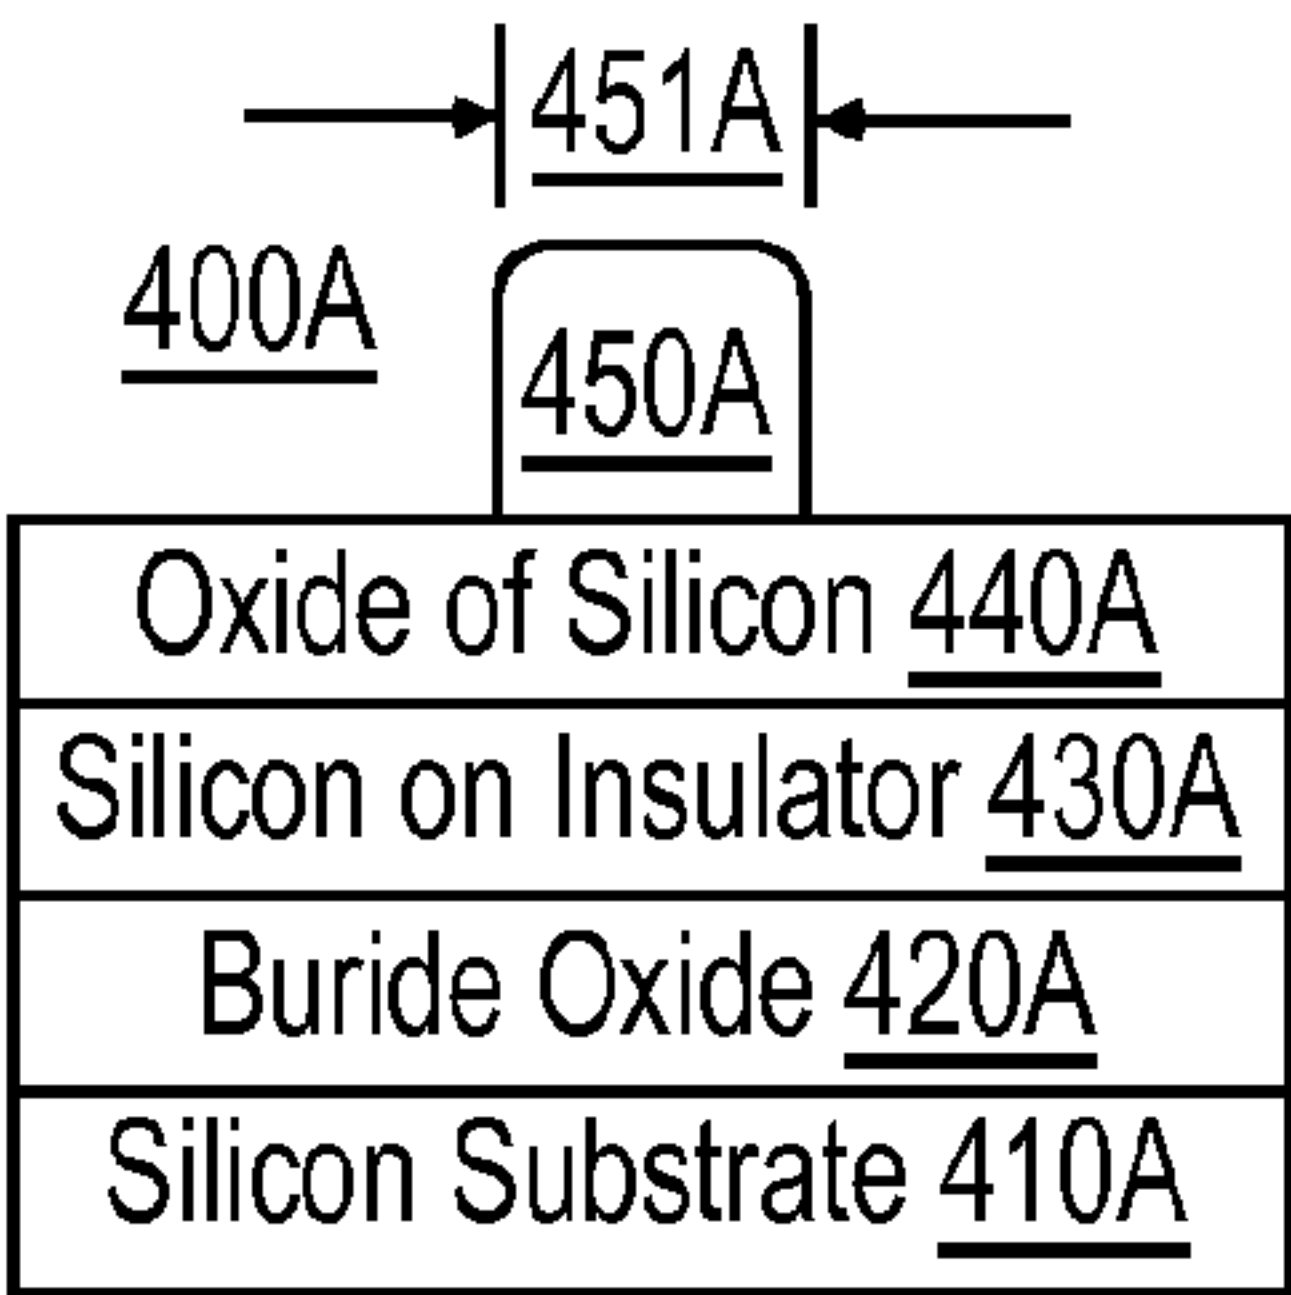 451A
400A
450A
Oxide of Silicon 440A
Silicon on Insulator 430A
Buride Oxide 420A
Silicon Substrate 410A